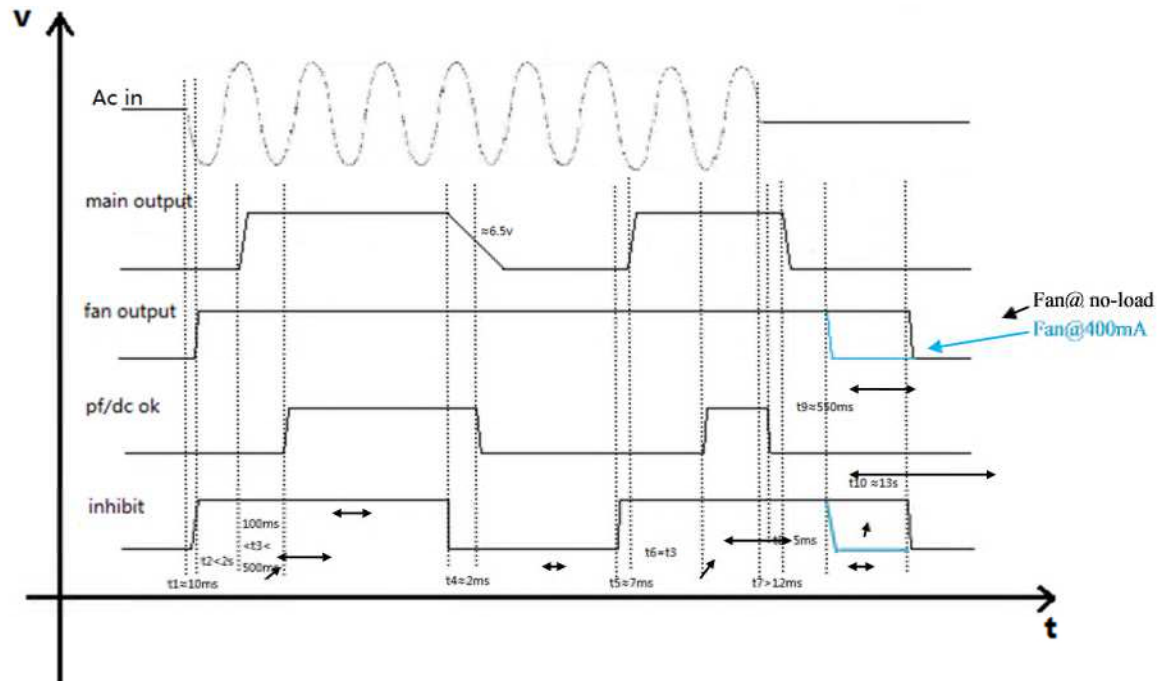 V
Ac in
main output
≈6.5v
fan output
Fan@ no-load
Fan@400mA
pf/dc ok
t9≈550ms
t10 ≈13s
inhibit
100ms
<t3<
500ms
t2<2s
t6=t3
5ms
t1≈10ms
t4≈2ms
t5≈7ms
t7>12ms
t